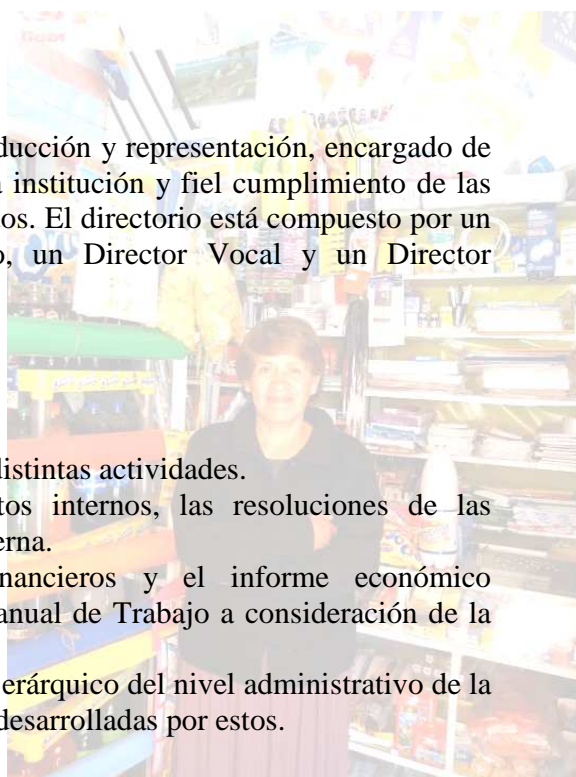 ducción y representación, encargado de
a institución y fiel cumplimiento de las
os. El directorio está compuesto por un
o, un Director Vocal y un Director
distintas actividades.
tos internos, las resoluciones de las
erna.
nancieros y el informe económico
anual de Trabajo a consideración de la
erárquico del nivel administrativo de la
desarrolladas por estos.